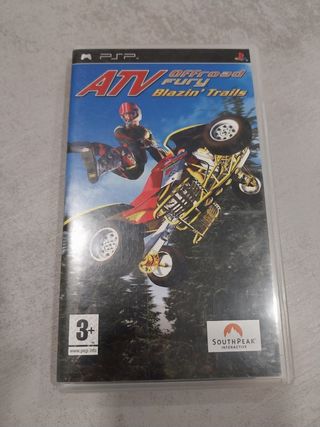 PSP
ATV Offroad
Fury
Blazin' Trails
3+
www.pegi.info
SOUTHPEAK
INTERACTIVE